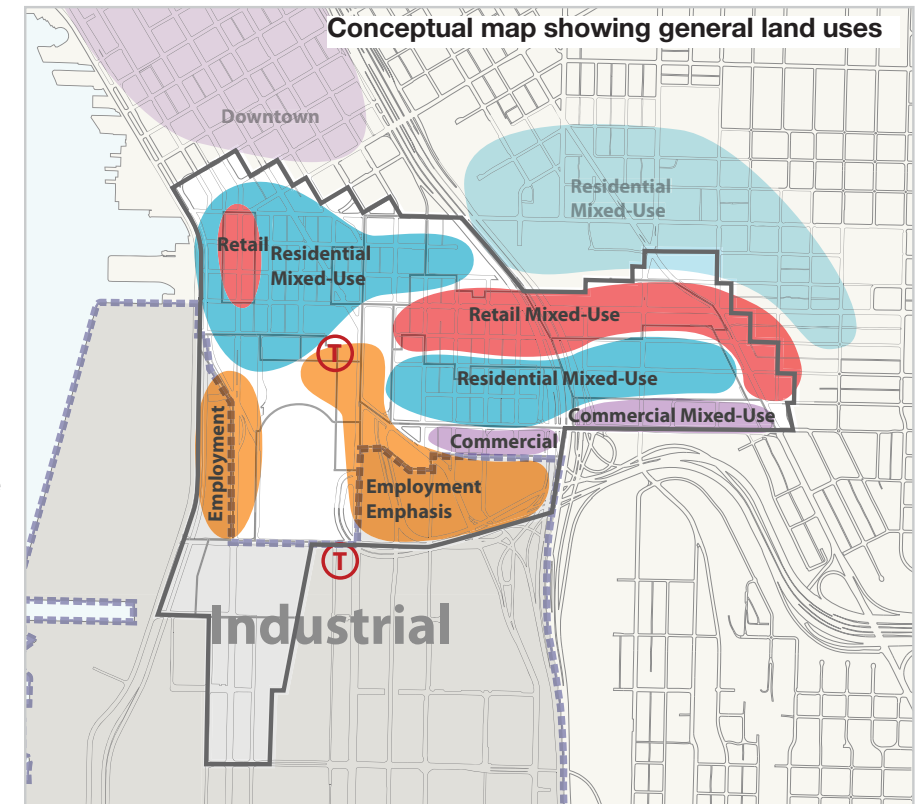 Conceptual map showing general land uses
Downtown
Residential
Mixed-Use
Retail
Residential
Mixed-Use
Retail Mixed-Use
T
Residential Mixed-Use
Commercial Mixed-Use
Commercial
Employment
Employment
Emphasis
T
Industrial